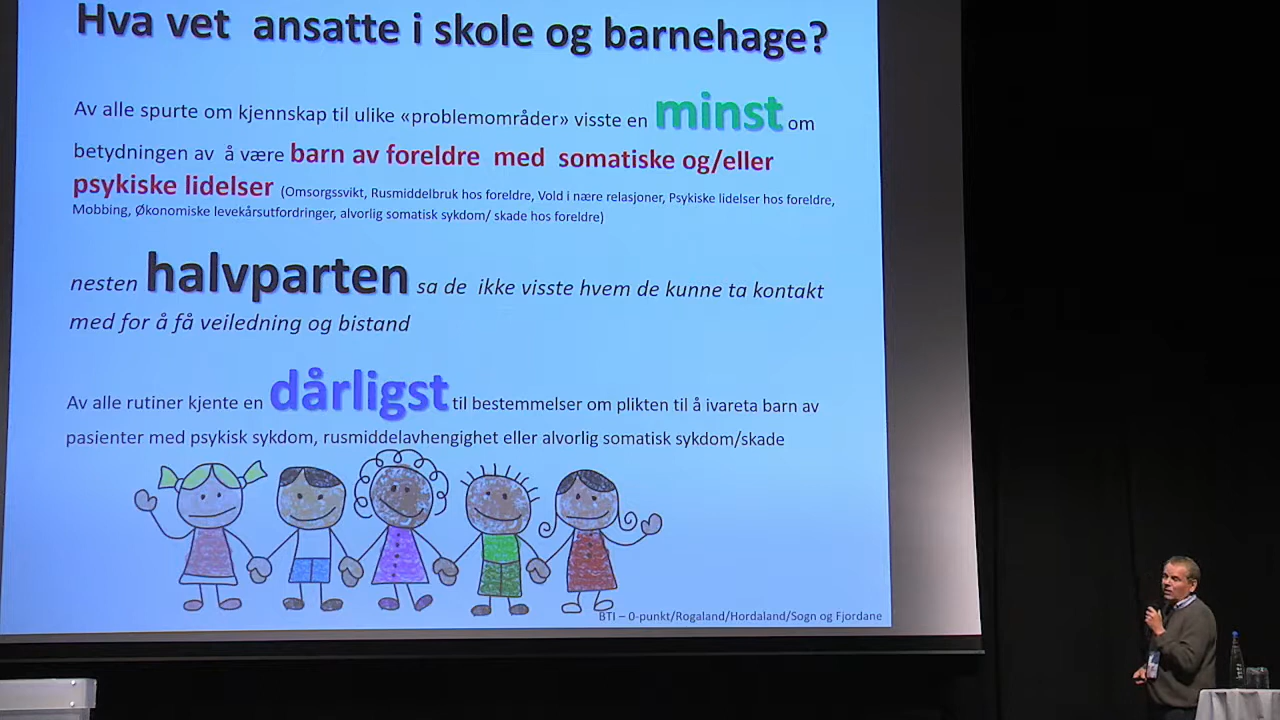 Hva vet ansatte i skole og barnehage?
Av alle spurte om kjennskap til ulike «problemområder» visste en minst om
betydningen av å være barn av foreldre med somatiske og/eller
psykiske lidelser (Omsorgssvikt, Rusmiddelbruk hos foreldre, Vold i nære relasjoner, Psykiske lidelser hos foreldre,
Mobbing, Økonomiske levekårsutfordringer, alvorlig somatisk sykdom/ skade hos foreldre)
nesten halvparten sa de ikke visste hvem de kunne ta kontakt
med for å få veiledning og bistand
Av alle rutiner kjente en dårligst til bestemmelser om plikten til å ivareta barn av
pasienter med psykisk sykdom, rusmiddelavhengighet eller alvorlig somatisk sykdom/skade
BTI – 0-punkt/Rogaland/Hordaland/Sogn og Fjordane